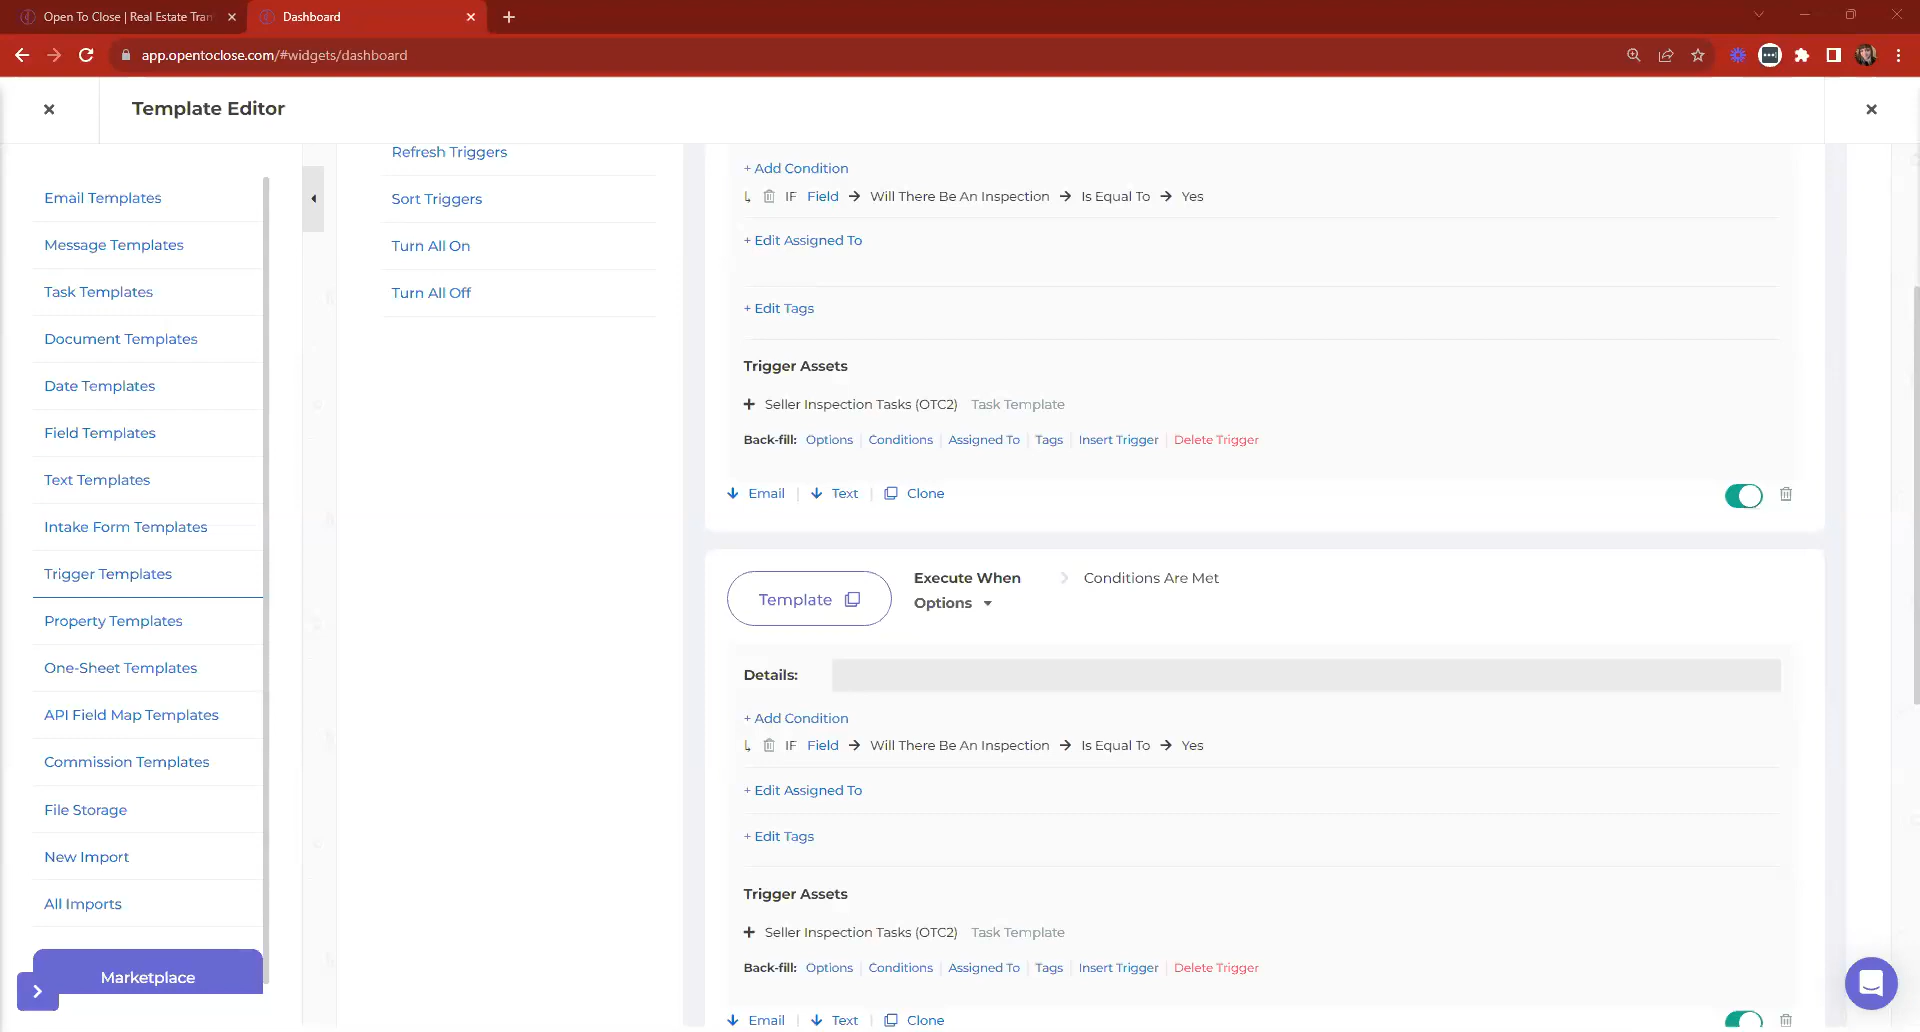 Open To Close | Real Estate Tran
Dashboard
app.opentoclose.com/#widgets/dashboard
Template Editor
Email Templates
Message Templates
Task Templates
Document Templates
Date Templates
Field Templates
Text Templates
Intake Form Templates
Trigger Templates
Property Templates
One-Sheet Templates
API Field Map Templates
Commission Templates
File Storage
New Import
All Imports
Marketplace
Refresh Triggers
Sort Triggers
Turn All On
Turn All Off
+ Add Condition
IF Field → Will There Be An Inspection → Is Equal To → Yes
+ Edit Assigned To
+ Edit Tags
Trigger Assets
+ Seller Inspection Tasks (OTC2) Task Template
Back-fill: Options | Conditions | Assigned To | Tags | Insert Trigger | Delete Trigger
Email | Text | Clone
Template
Execute When > Conditions Are Met
Options
Details:
+ Add Condition
IF Field → Will There Be An Inspection → Is Equal To → Yes
+ Edit Assigned To
+ Edit Tags
Trigger Assets
+ Seller Inspection Tasks (OTC2) Task Template
Back-fill: Options | Conditions | Assigned To | Tags | Insert Trigger | Delete Trigger
Email | Text | Clone